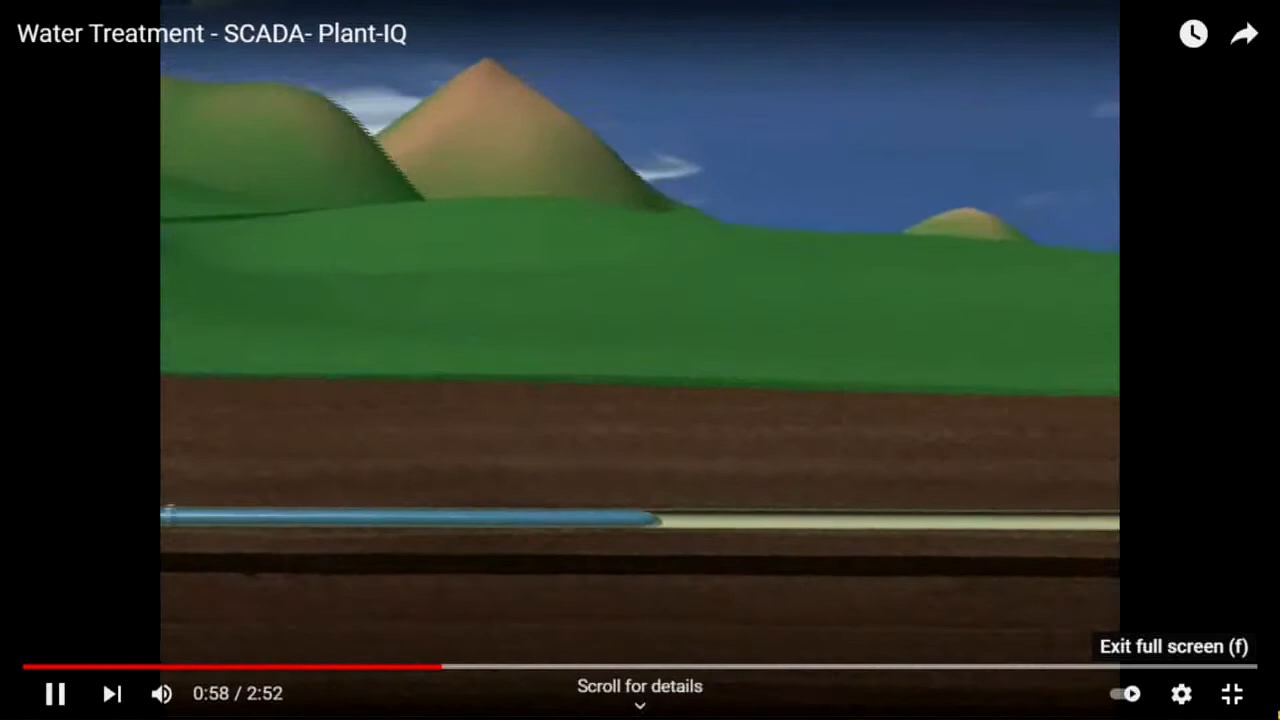 Water Treatment - SCADA- Plant-IQ
Exit full screen (f)
0:58 / 2:52
Scroll for details